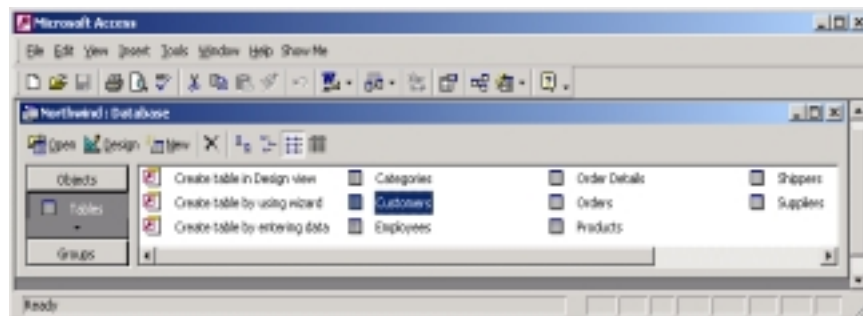 Microsoft Access
File Edit View Insert Tools Window Help Show Me
Northwind : Database
Open Design New
Objects
Tables
Groups
Create table in Design view
Create table by using wizard
Create table by entering data
Categories
Customers
Employees
Order Details
Orders
Products
Shippers
Suppliers
Ready